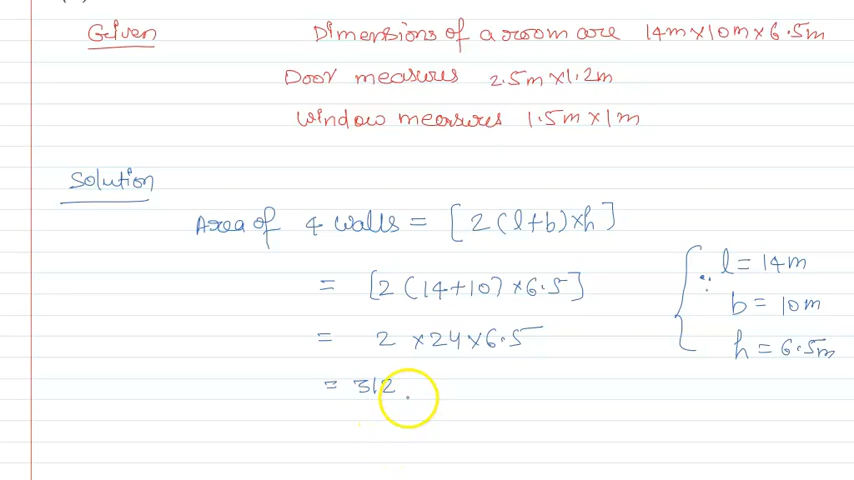 Given Dimensions of a room are 14m×10m×6.5m
Door measures 2.5m×1.2m
Window measures 1.5m×1m
Solution
Area of 4 walls = [2(l+b)×h]
= [2(14+10)×6.5]
= 2×24×6.5
= 312
∵ l=14m
b=10m
h=6.5m